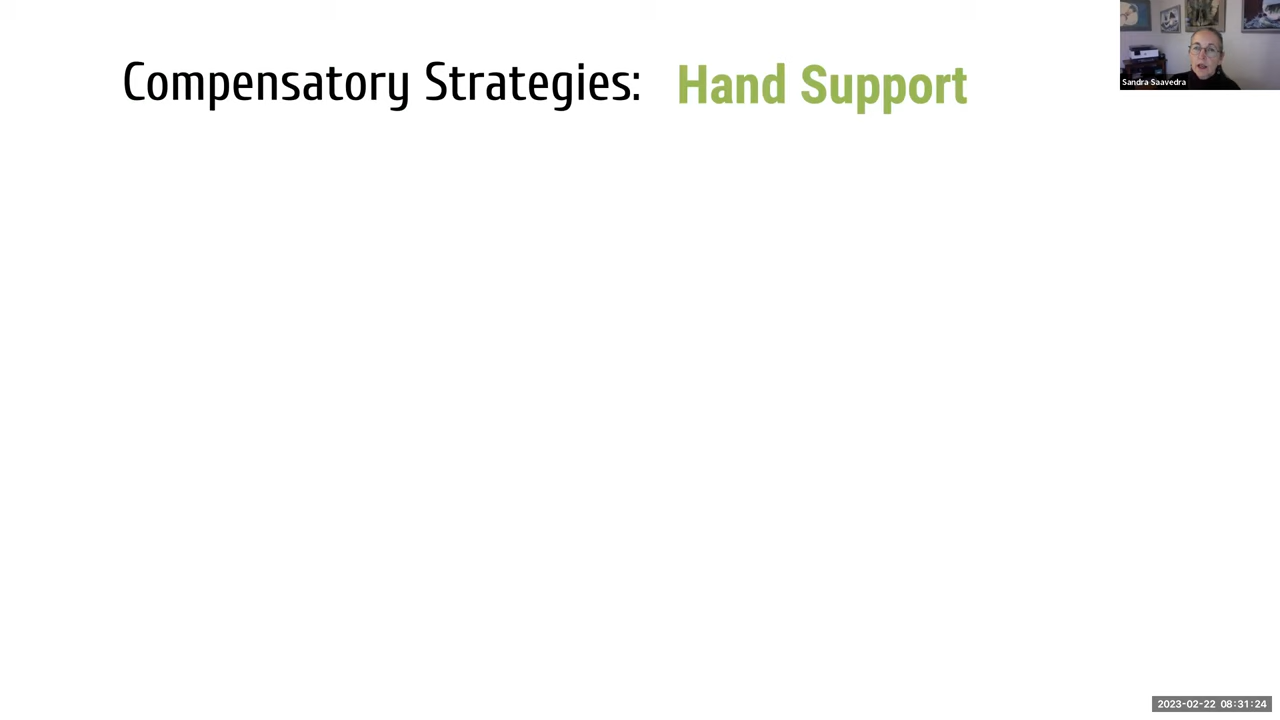 Compensatory Strategies: Hand Support
Sandra Saavedra
2023-02-22 08:31:24